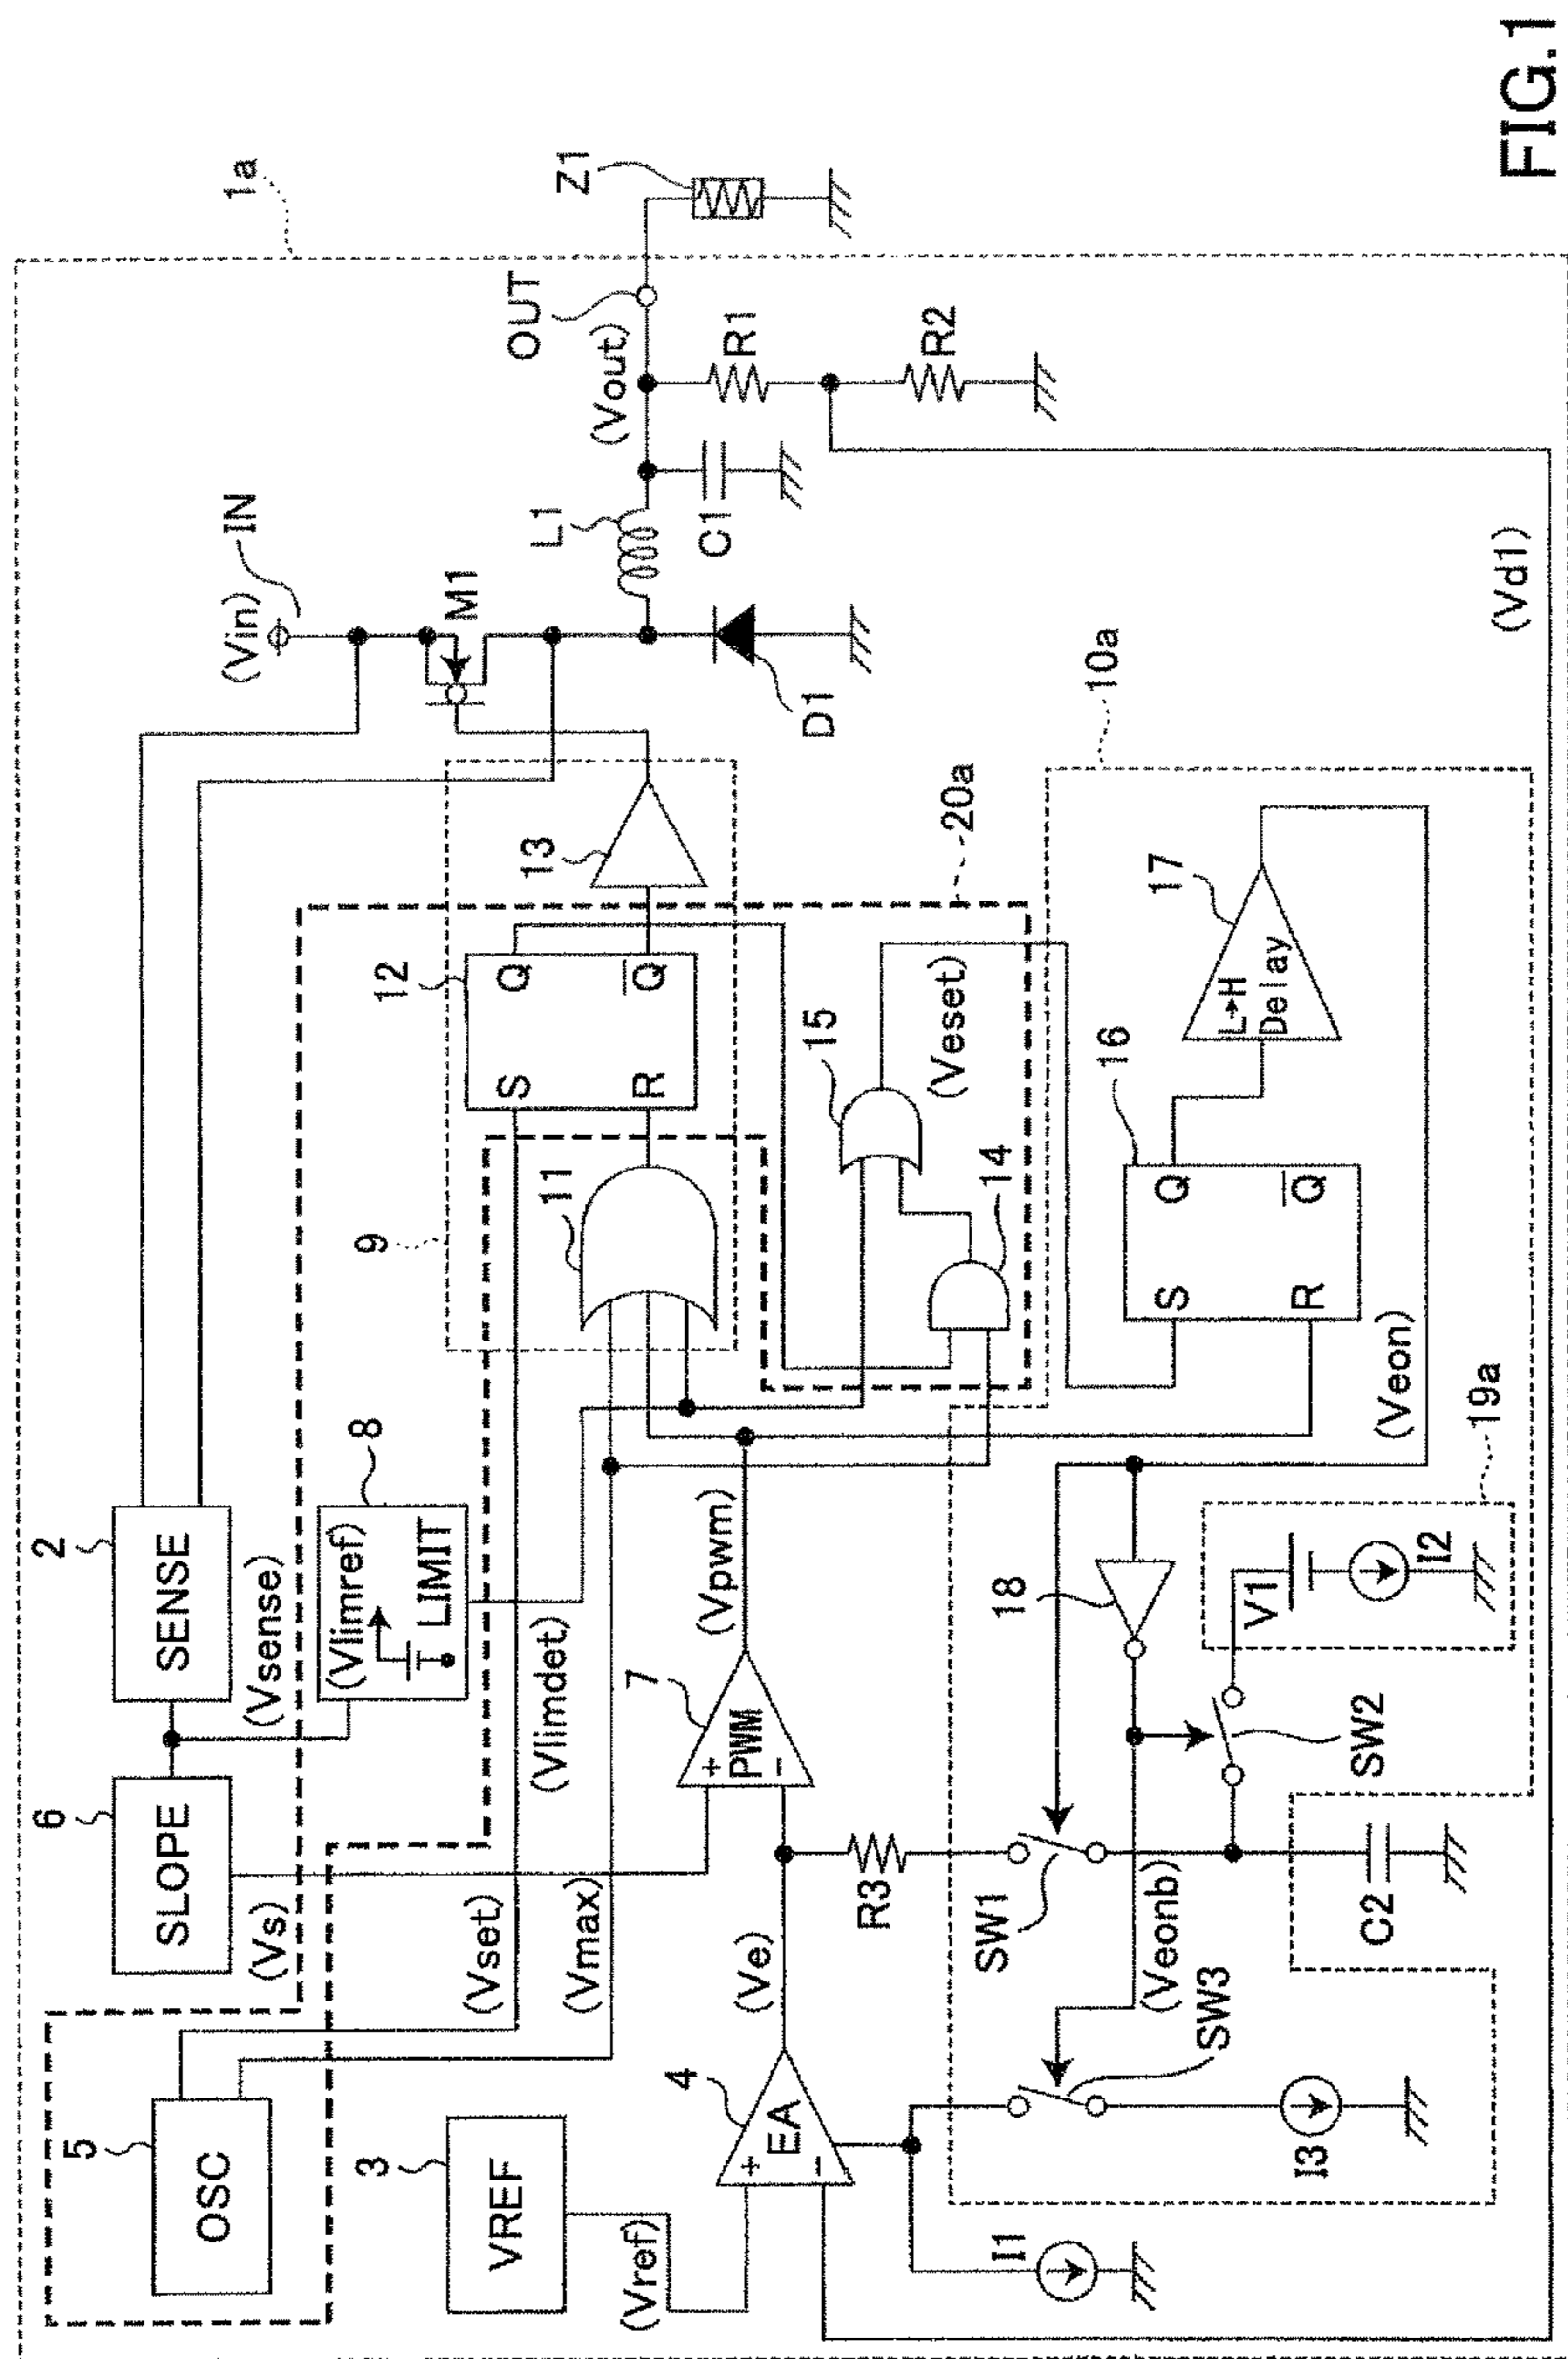 FIG.1
1a
Z1
OUT
(Vout)
R1
R2
IN
(Vin)
M1
L1
C1
D1
(Vd1)
10a
20a
9
13
12
S
Q
R
Q
11
15
(Veset)
14
17
L→H
Delay
16
S
Q
R
Q
(Veon)
19a
2
SENSE
(Vsense)
8
(Vlimref)
LIMIT
(Vlimdet)
6
SLOPE
(Vs)
7
+
PWM
−
(Vpwm)
18
V1
I2
SW2
(Vset)
(Vmax)
(Ve)
R3
SW1
(Veonb)
C2
SW3
5
OSC
3
VREF
(Vref)
4
+
EA
−
I1
I3